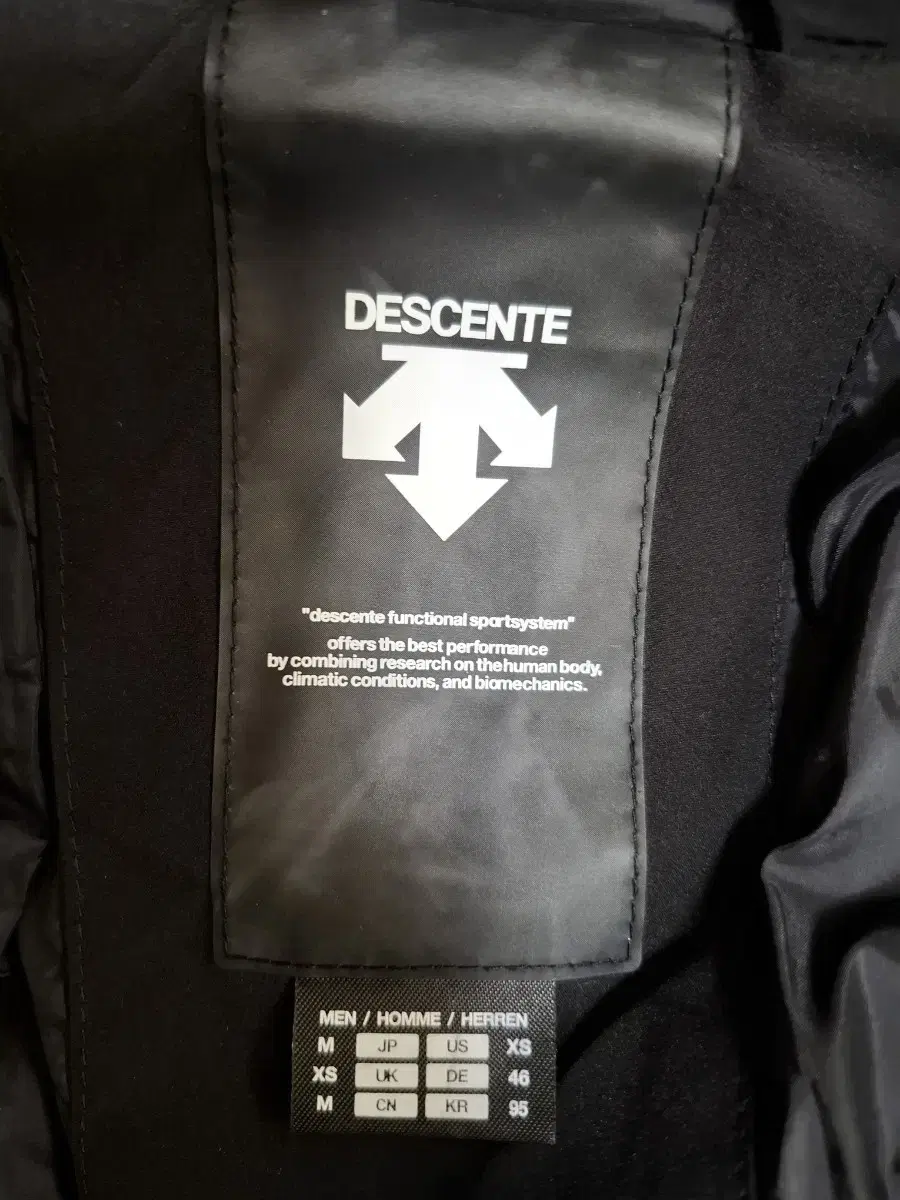 DESCENTE
"descente functional sportsystem"
offers the best performance
by combining research on the human body,
climatic conditions, and biomechanics.
MEN / HOMME / HERREN
M JP US XS
XS UK DE 46
M CN KR 95